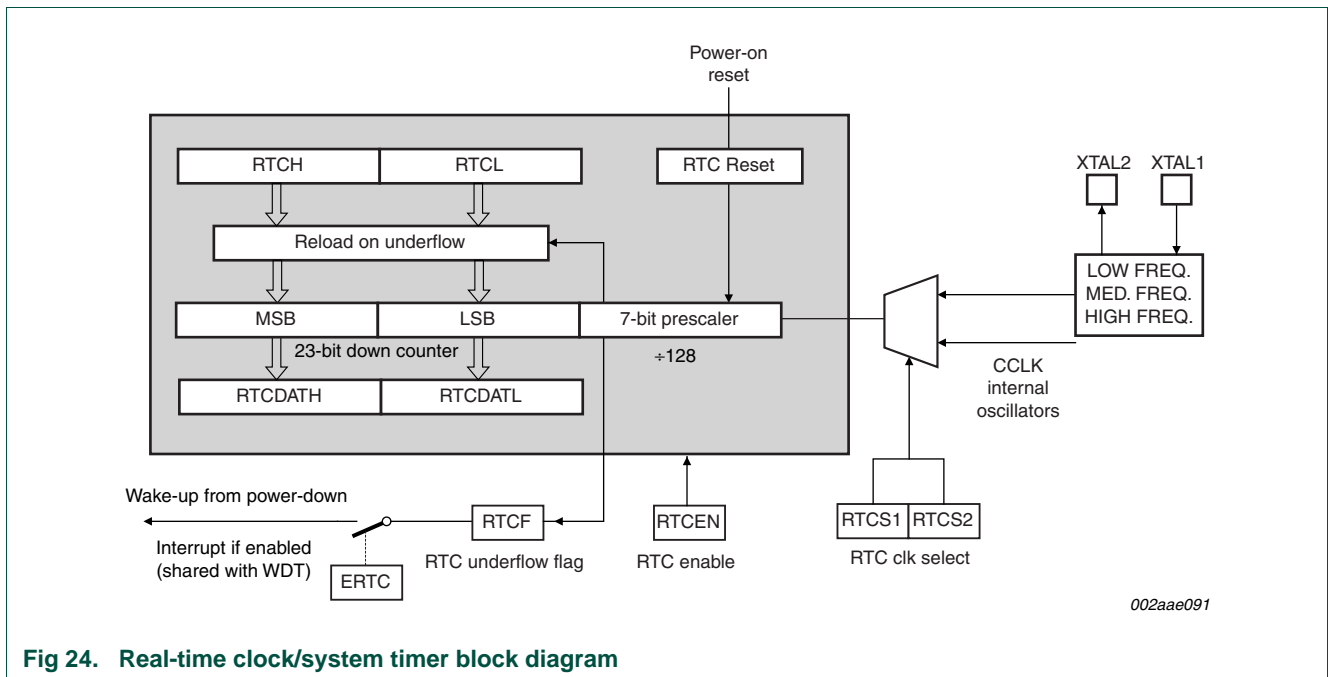 Power-on
reset
RTCH
RTCL
RTC Reset
XTAL2
XTAL1
Reload on underflow
LOW FREQ.
MED. FREQ.
HIGH FREQ.
MSB
LSB
7-bit prescaler
23-bit down counter
÷128
CCLK
internal
oscillators
RTCDATH
RTCDATL
Wake-up from power-down
RTCF
RTCEN
RTCS1
RTCS2
Interrupt if enabled
(shared with WDT)
RTC underflow flag
RTC enable
RTC clk select
ERTC
002aae091
Fig 24. Real-time clock/system timer block diagram